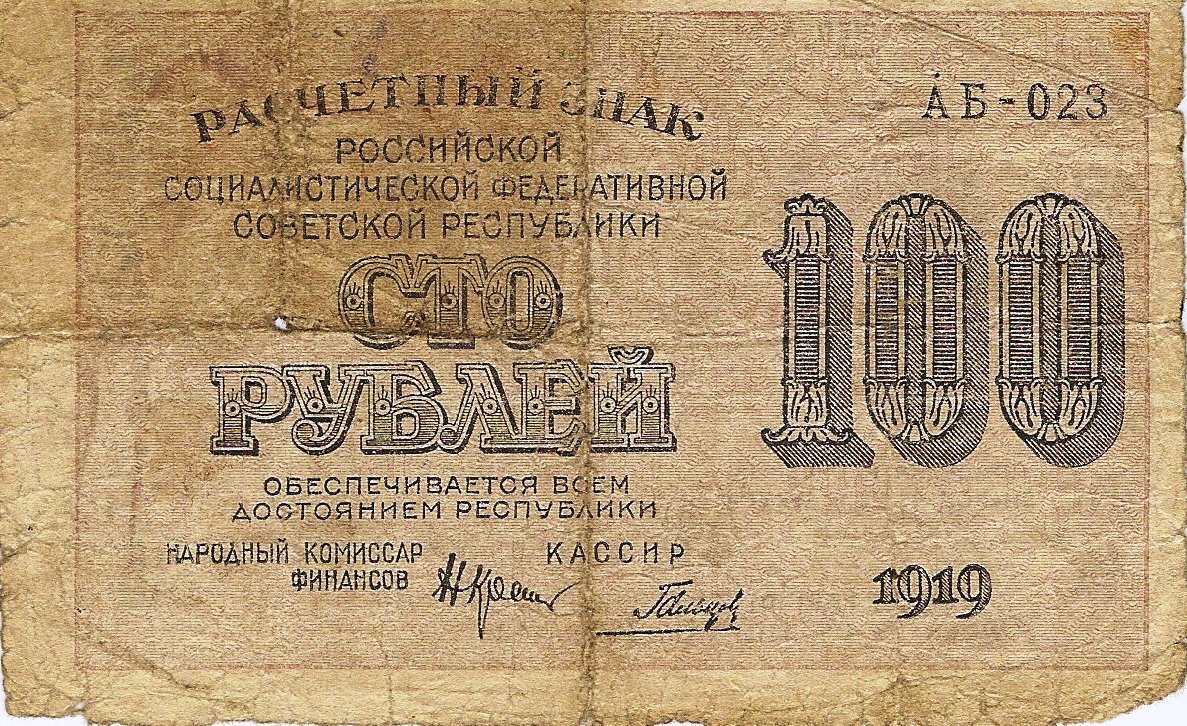 РАСЧЕТНЫЙ ЗНАК
АБ-023
РОССИЙСКОЙ
СОЦИАЛИСТИЧЕСКОЙ ФЕДЕРАТИВНОЙ
СОВЕТСКОЙ РЕСПУБЛИКИ
100
СТО
РУБЛЕЙ
ОБЕСПЕЧИВАЕТСЯ ВСЕМ
ДОСТОЯНИЕМ РЕСПУБЛИКИ
НАРОДНЫЙ КОМИССАР
ФИНАНСОВ
КАССИР
1919